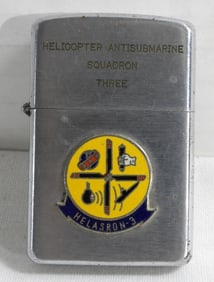 HELICOPTER ANTISUBMARINE
SQUADRON
THREE
HELASRON-3